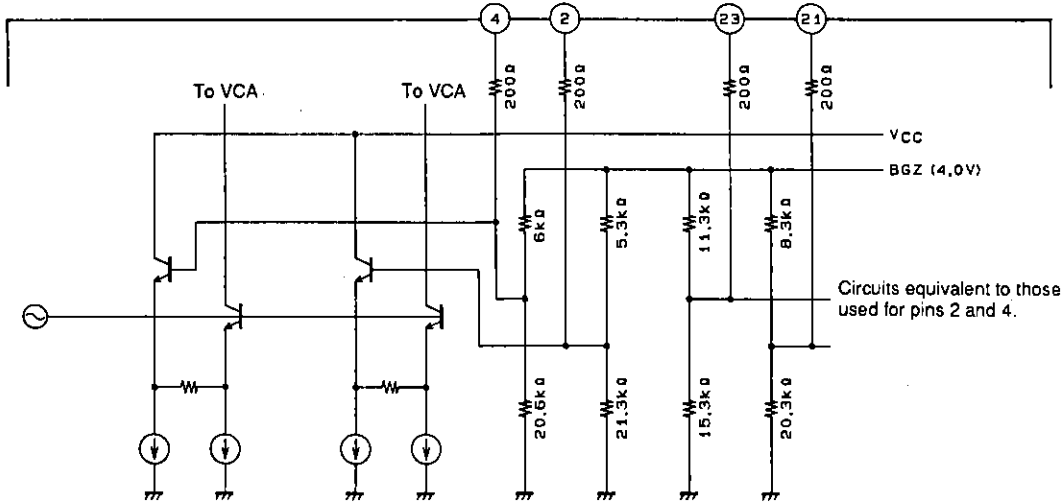 4 2 23 21
200Ω 200Ω 200Ω 200Ω
To VCA To VCA
VCC
BGZ (4,0V)
6kΩ 5.3kΩ 11.3kΩ 8.3kΩ
Circuits equivalent to those
used for pins 2 and 4.
20.6kΩ 21.3kΩ 15.3kΩ 20.3kΩ